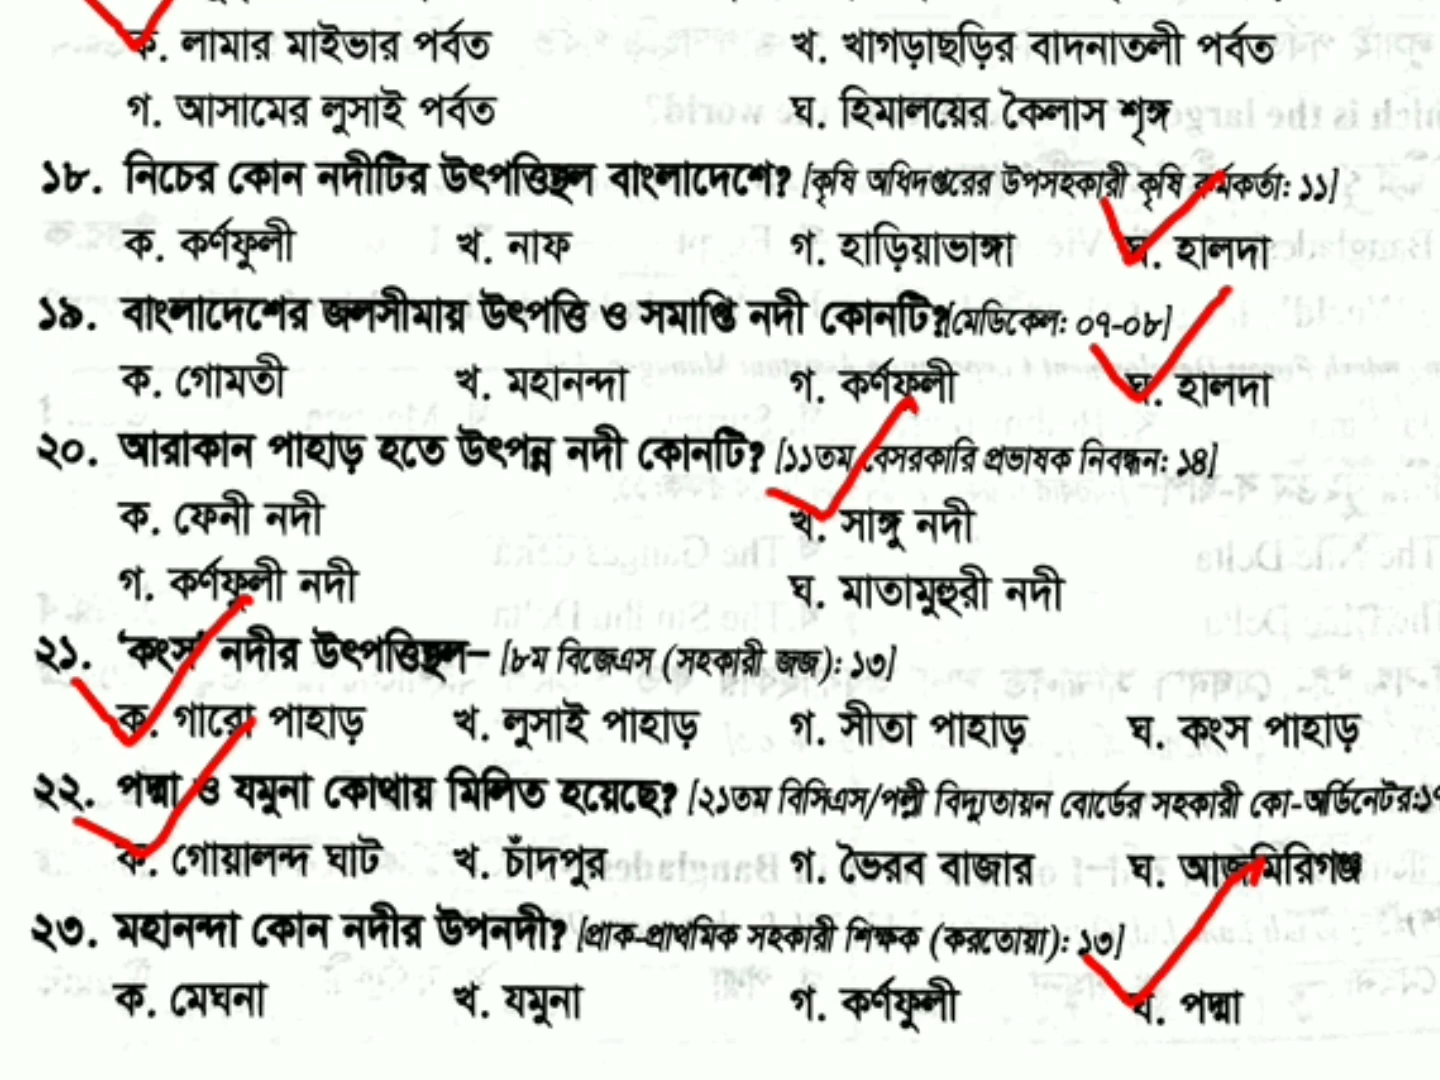 ক. লামার মাইভার পর্বত খ. খাগড়াছড়ির বাদনাতলী পর্বত
গ. আসামের লুসাই পর্বত ঘ. হিমালয়ের কৈলাস শৃঙ্গ
১৮. নিচের কোন নদীটির উৎপত্তিস্থল বাংলাদেশে? [কৃষি অধিদপ্তরের উপসহকারী কৃষি কর্মকর্তা: ১১]
ক. কর্ণফুলী খ. নাফ গ. হাড়িয়াভাঙ্গা ঘ. হালদা
১৯. বাংলাদেশের জলসীমায় উৎপত্তি ও সমাপ্তি নদী কোনটি? [মেডিকেল: ০৭-০৮]
ক. গোমতী খ. মহানন্দা গ. কর্ণফুলী ঘ. হালদা
২০. আরাকান পাহাড় হতে উৎপন্ন নদী কোনটি? [১১তম বেসরকারি প্রভাষক নিবন্ধন: ১৪]
ক. ফেনী নদী খ. সাঙ্গু নদী
গ. কর্ণফুলী নদী ঘ. মাতামুহুরী নদী
২১. 'কংস' নদীর উৎপত্তিস্থল– [৮ম বিজেএস (সহকারী জজ): ১৩]
ক. গারো পাহাড় খ. লুসাই পাহাড় গ. সীতা পাহাড় ঘ. কংস পাহাড়
২২. পদ্মা ও যমুনা কোথায় মিলিত হয়েছে? [২১তম বিসিএস/পল্লী বিদ্যুতায়ন বোর্ডের সহকারী কো-অর্ডিনেটর:
ক. গোয়ালন্দ ঘাট খ. চাঁদপুর গ. ভৈরব বাজার ঘ. আজমিরিগঞ্জ
২৩. মহানন্দা কোন নদীর উপনদী? [প্রাক-প্রাথমিক সহকারী শিক্ষক (করতোয়া): ১৩]
ক. মেঘনা খ. যমুনা গ. কর্ণফুলী ঘ. পদ্মা